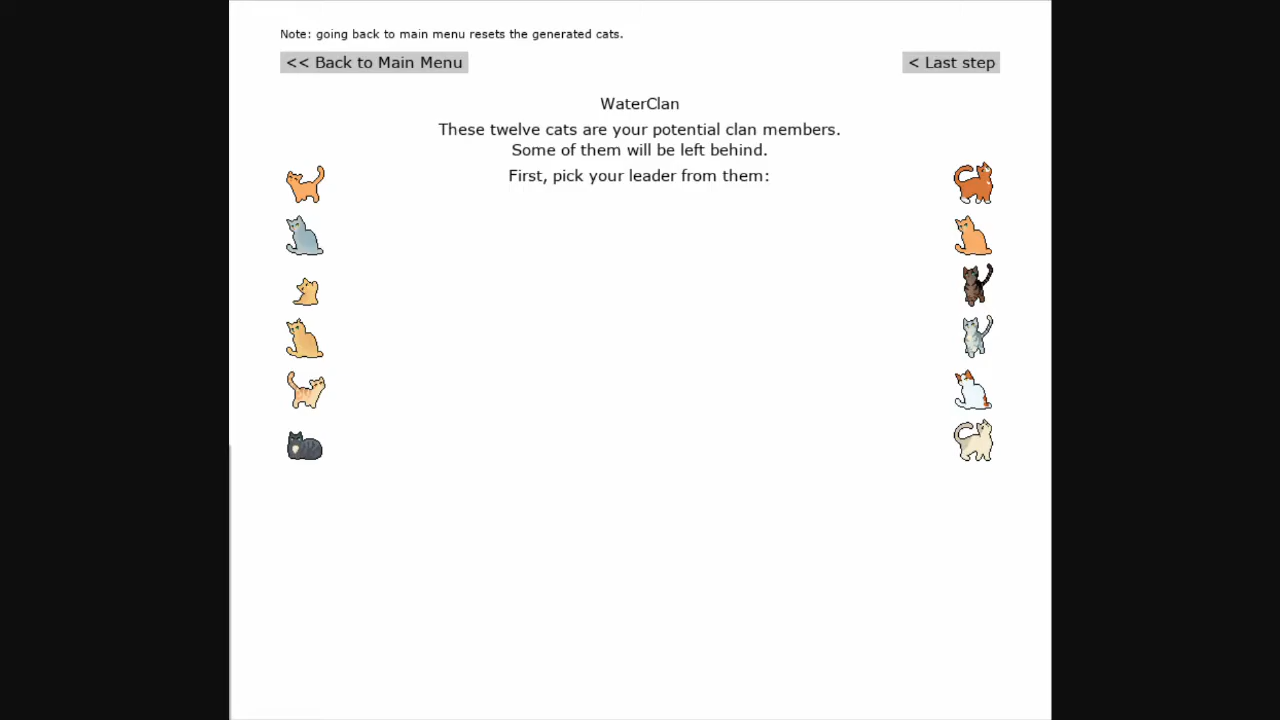 Note: going back to main menu resets the generated cats.
<< Back to Main Menu
< Last step
WaterClan
These twelve cats are your potential clan members.
Some of them will be left behind.
First, pick your leader from them: